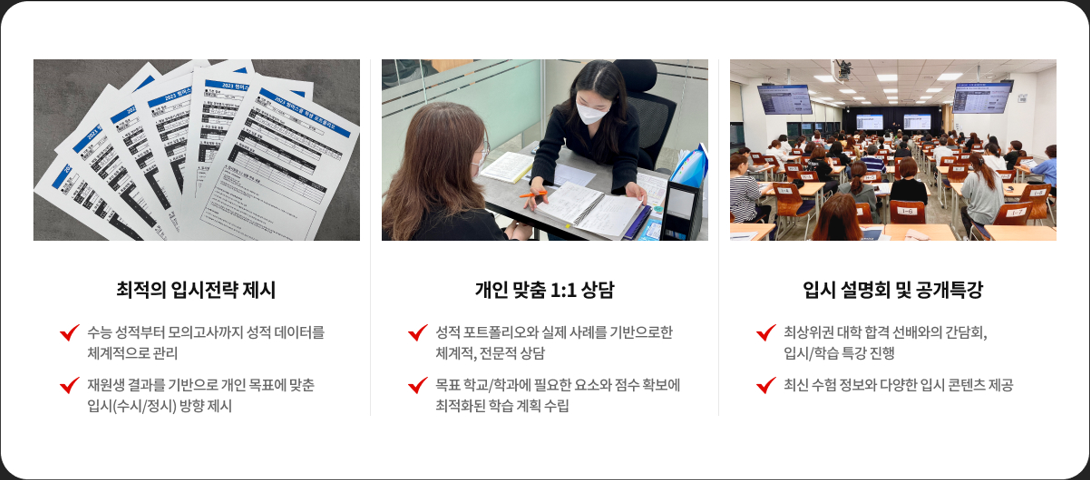 최적의 입시전략 제시
수능 성적부터 모의고사까지 성적 데이터를
체계적으로 관리
재원생 결과를 기반으로 개인 목표에 맞춘
입시(수시/정시) 방향 제시
개인 맞춤 1:1 상담
성적 포트폴리오와 실제 사례를 기반으로한
체계적, 전문적 상담
목표 학교/학과에 필요한 요소와 점수 확보에
최적화된 학습 계획 수립
1-6
1-7
입시 설명회 및 공개특강
최상위권 대학 합격 선배와의 간담회,
입시/학습 특강 진행
최신 수험 정보와 다양한 입시 콘텐츠 제공